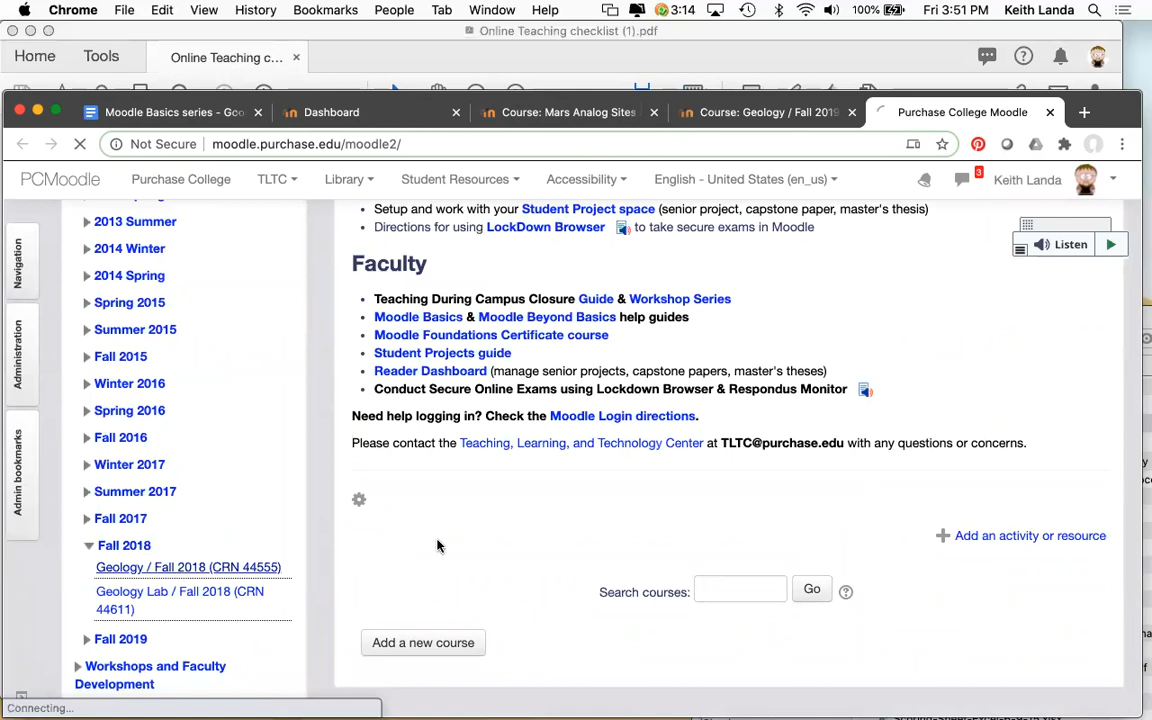 Chrome File Edit View History Bookmarks People Tab Window Help 3:14 100% Fri 3:51 PM Keith Landa
Online Teaching checklist (1).pdf
Home Tools Online Teaching c...
Moodle Basics series - Goo Dashboard Course: Mars Analog Sites Course: Geology / Fall 2019 Purchase College Moodle
Not Secure moodle.purchase.edu/moodle2/
PCMoodle Purchase College TLTC Library Student Resources Accessibility English - United States (en_us) 3 Keith Landa
Navigation
Administration
Admin bookmarks
2013 Summer
2014 Winter
2014 Spring
Spring 2015
Summer 2015
Fall 2015
Winter 2016
Spring 2016
Fall 2016
Winter 2017
Summer 2017
Fall 2017
Fall 2018
Geology / Fall 2018 (CRN 44555)
Geology Lab / Fall 2018 (CRN
44611)
Fall 2019
Workshops and Faculty
Development
Setup and work with your Student Project space (senior project, capstone paper, master's thesis)
Directions for using LockDown Browser to take secure exams in Moodle
Listen
Faculty
Teaching During Campus Closure Guide & Workshop Series
Moodle Basics & Moodle Beyond Basics help guides
Moodle Foundations Certificate course
Student Projects guide
Reader Dashboard (manage senior projects, capstone papers, master's theses)
Conduct Secure Online Exams using Lockdown Browser & Respondus Monitor
Need help logging in? Check the Moodle Login directions.
Please contact the Teaching, Learning, and Technology Center at TLTC@purchase.edu with any questions or concerns.
Add an activity or resource
Search courses: Go
Add a new course
Connecting...